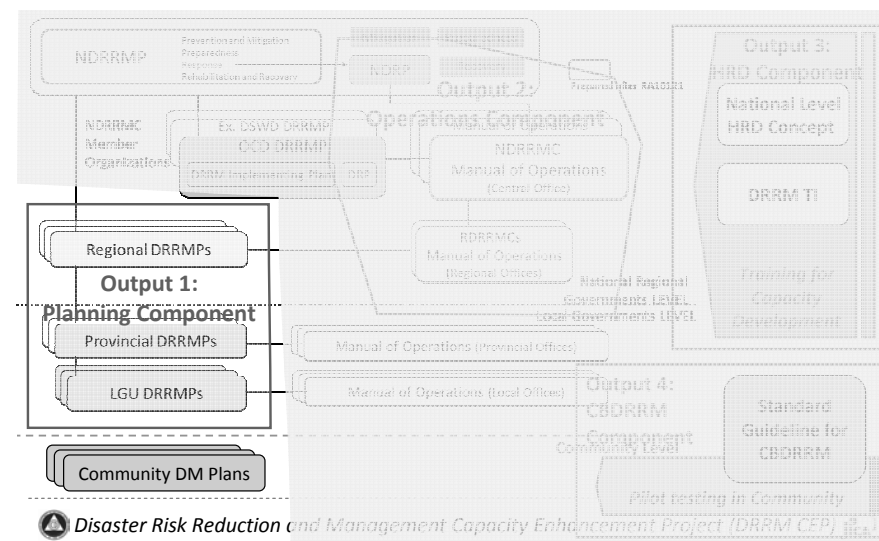 NDRRMP
Prevention and Mitigation
Preparedness
Response
Rehabilitation and Recovery
NDRP
Output 2:
Operations Component
Prepared after RA10121
NDRRMC
Member
Organizations
Ex. DSWD DRRMP
OCD DRRMP
DRRM Implementing Plan
Manual of Operations
NDRRMC
Manual of Operations
(Central Office)
Output 3:
HRD Component
National Level
HRD Concept
DRRM TI
Training for
Capacity
Development
Regional DRRMPs
RDRRMCs
Manual of Operations
(Regional Offices)
Output 1:
Planning Component
National Regional
Governments LEVEL
Local Governments LEVEL
Provincial DRRMPs
Manual of Operations (Provincial Offices)
LGU DRRMPs
Manual of Operations (Local Offices)
Output 4:
CBDRRM
Component
Community Level
Standard
Guideline for
CBDRRM
Community DM Plans
Pilot testing in Community
Disaster Risk Reduction and Management Capacity Enhancement Project (DRRM CEP)